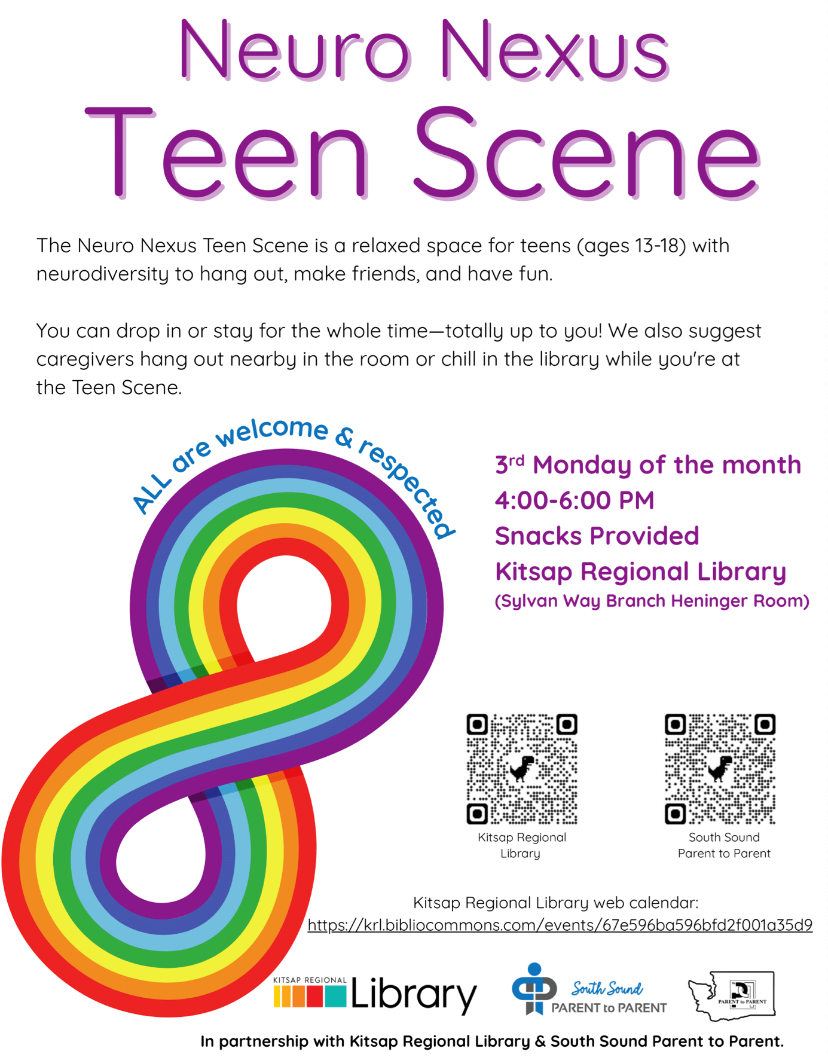 Neuro Nexus
Teen Scene
The Neuro Nexus Teen Scene is a relaxed space for teens (ages 13-18) with
neurodiversity to hang out, make friends, and have fun.
You can drop in or stay for the whole time—totally up to you! We also suggest
caregivers hang out nearby in the room or chill in the library while you're at
the Teen Scene.
ALL are welcome & respected
3rd Monday of the month
4:00-6:00 PM
Snacks Provided
Kitsap Regional Library
(Sylvan Way Branch Heninger Room)
Kitsap Regional
Library
South Sound
Parent to Parent
Kitsap Regional Library web calendar:
https://krl.bibliocommons.com/events/67e596ba596bfd2f001a35d9
KITSAP REGIONAL
Library
South Sound
PARENT to PARENT
PARENT to PARENT
In partnership with Kitsap Regional Library & South Sound Parent to Parent.